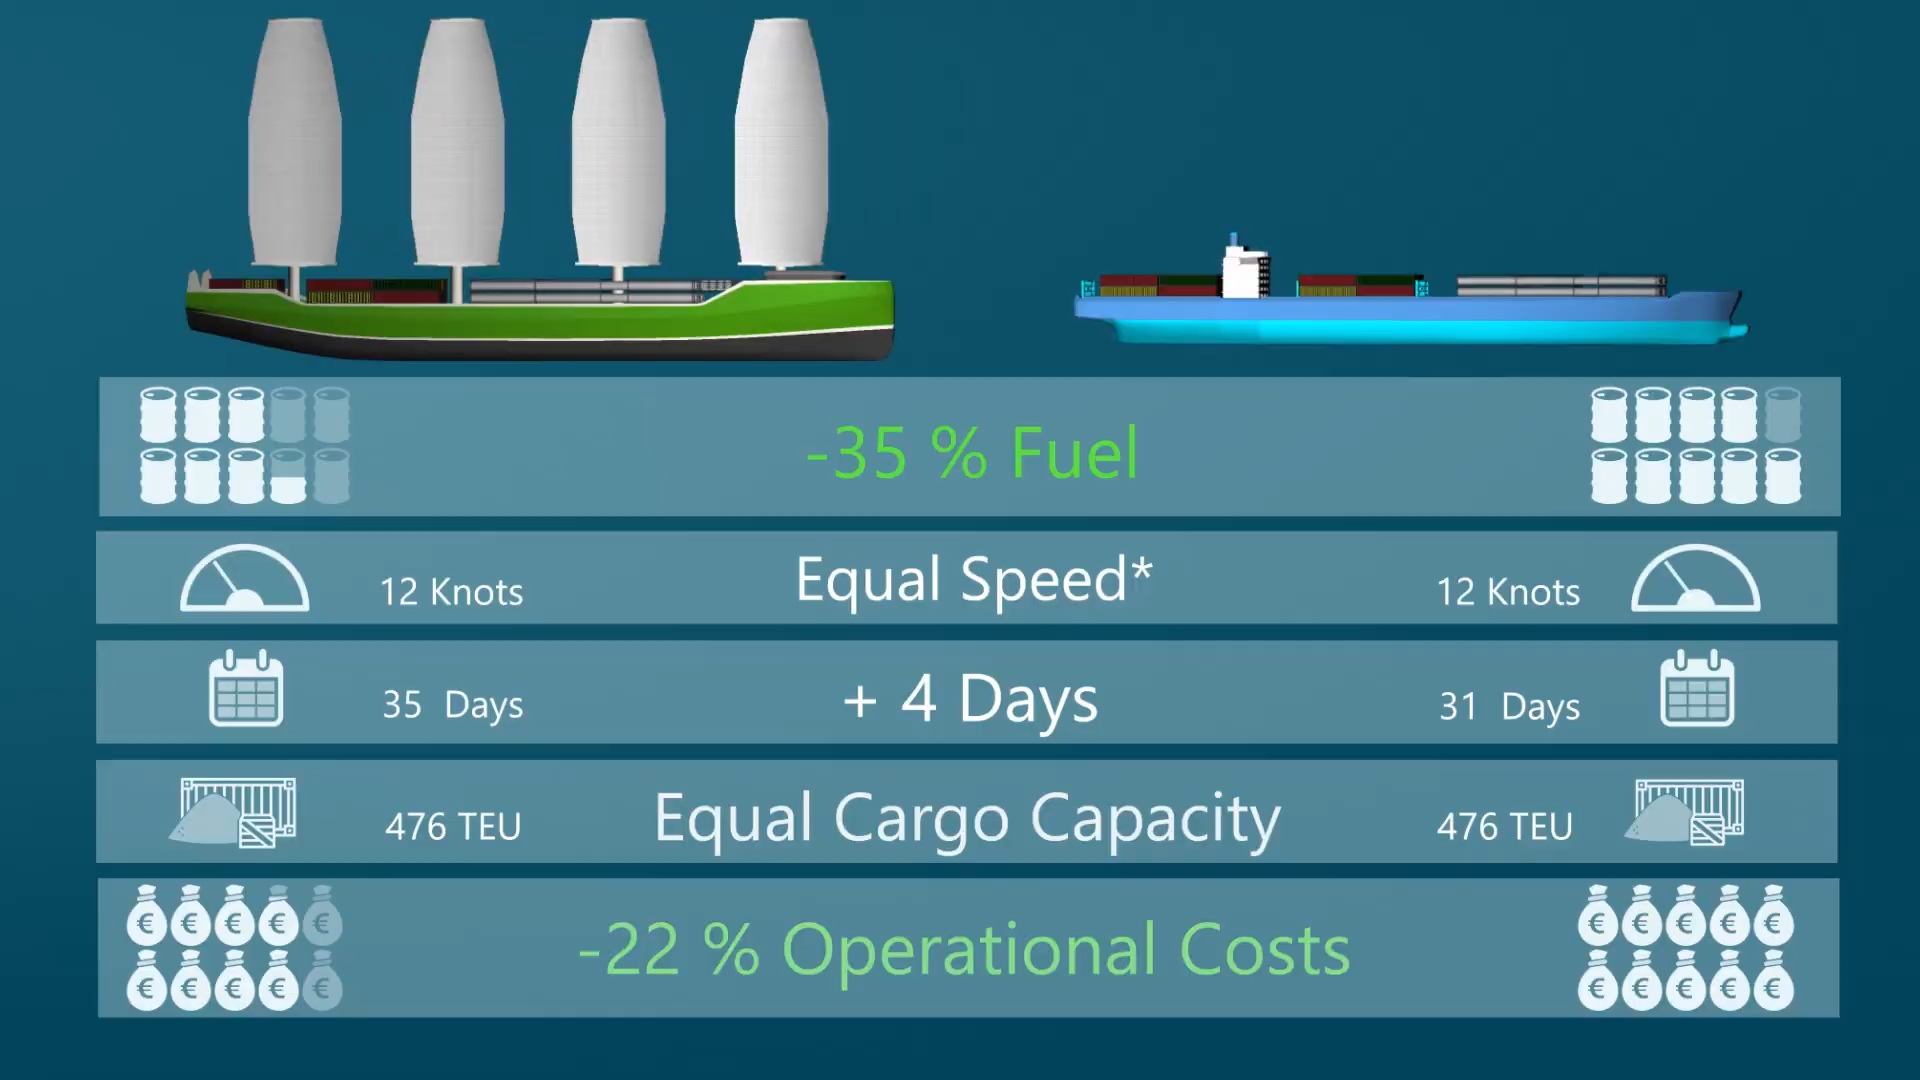 -35 % Fuel
12 Knots Equal Speed* 12 Knots
35 Days + 4 Days 31 Days
476 TEU Equal Cargo Capacity 476 TEU
€ € € € € € € € € €
-22 % Operational Costs
€ € € € € € € € € €